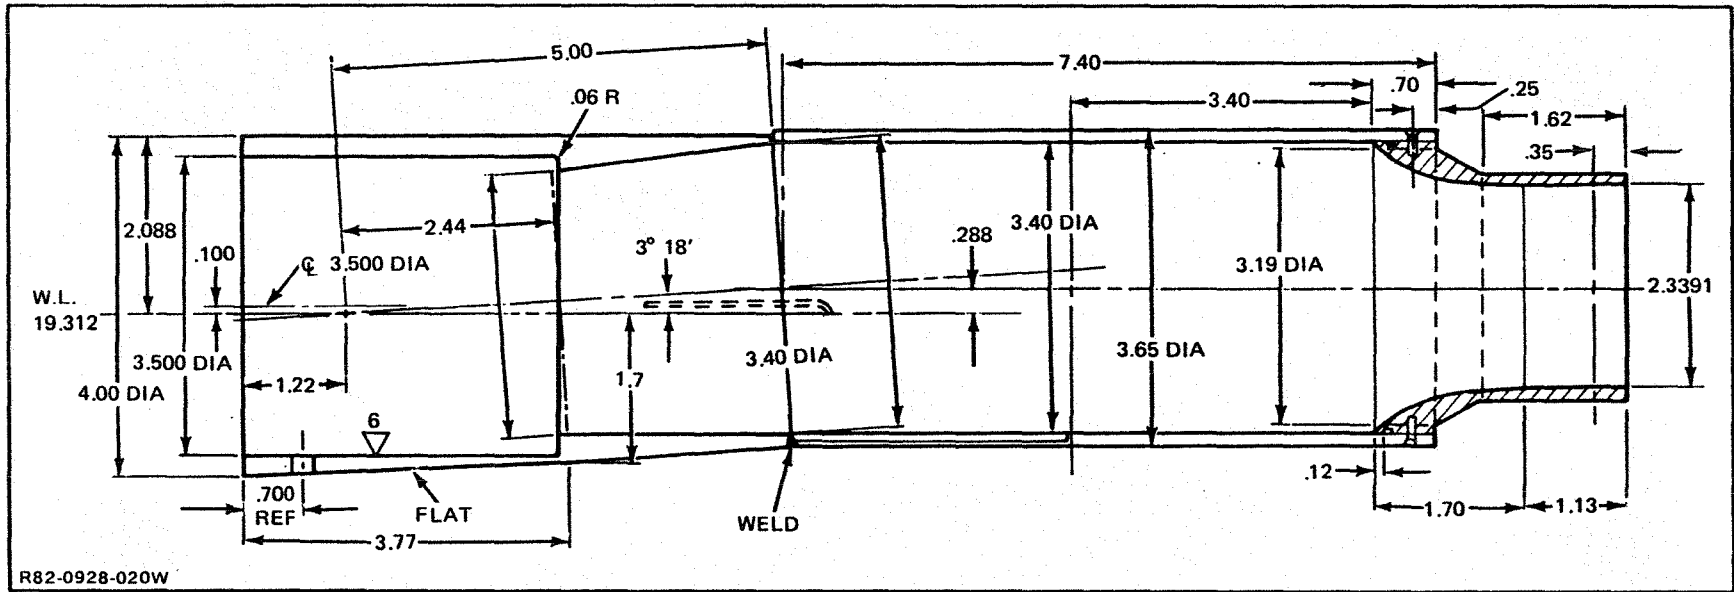 5.00
7.40
.06 R
.70
.25
3.40
1.62
.35
2.088
2.44
.100
℄ 3.500 DIA
3° 18'
.288
3.40 DIA
3.19 DIA
2.3391
W.L.
19.312
3.500 DIA
4.00 DIA
1.22
1.7
3.40 DIA
3.65 DIA
6
.12
.700
REF
FLAT
WELD
1.70
1.13
3.77
R82-0928-020W